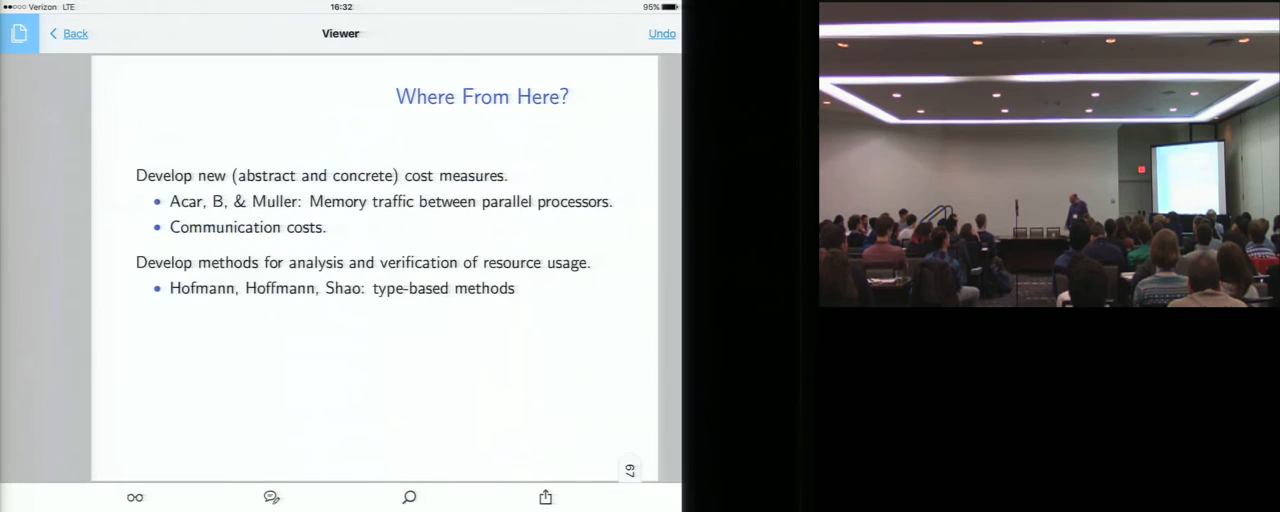 Verizon LTE 16:32 95%
Back Viewer Undo
Where From Here?
Develop new (abstract and concrete) cost measures.
• Acar, B, & Muller: Memory traffic between parallel processors.
• Communication costs.
Develop methods for analysis and verification of resource usage.
• Hofmann, Hoffmann, Shao: type-based methods
67